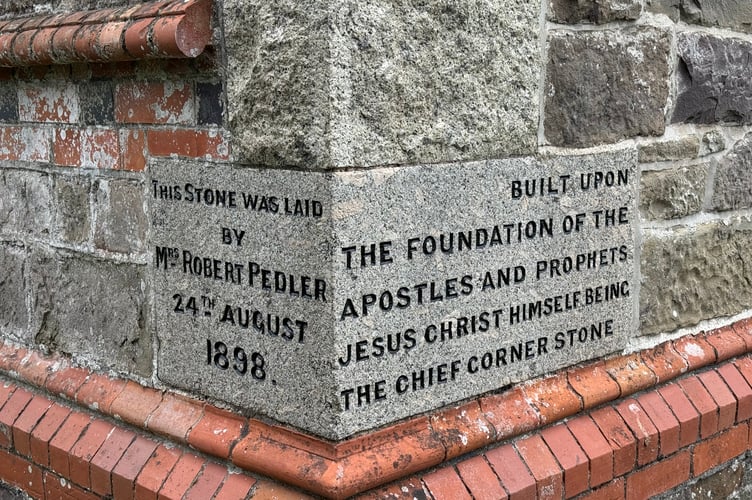 THIS STONE WAS LAID
BY
MRS ROBERT PEDLER
24TH AUGUST
1898.
BUILT UPON
THE FOUNDATION OF THE
APOSTLES AND PROPHETS
JESUS CHRIST HIMSELF BEING
THE CHIEF CORNER STONE